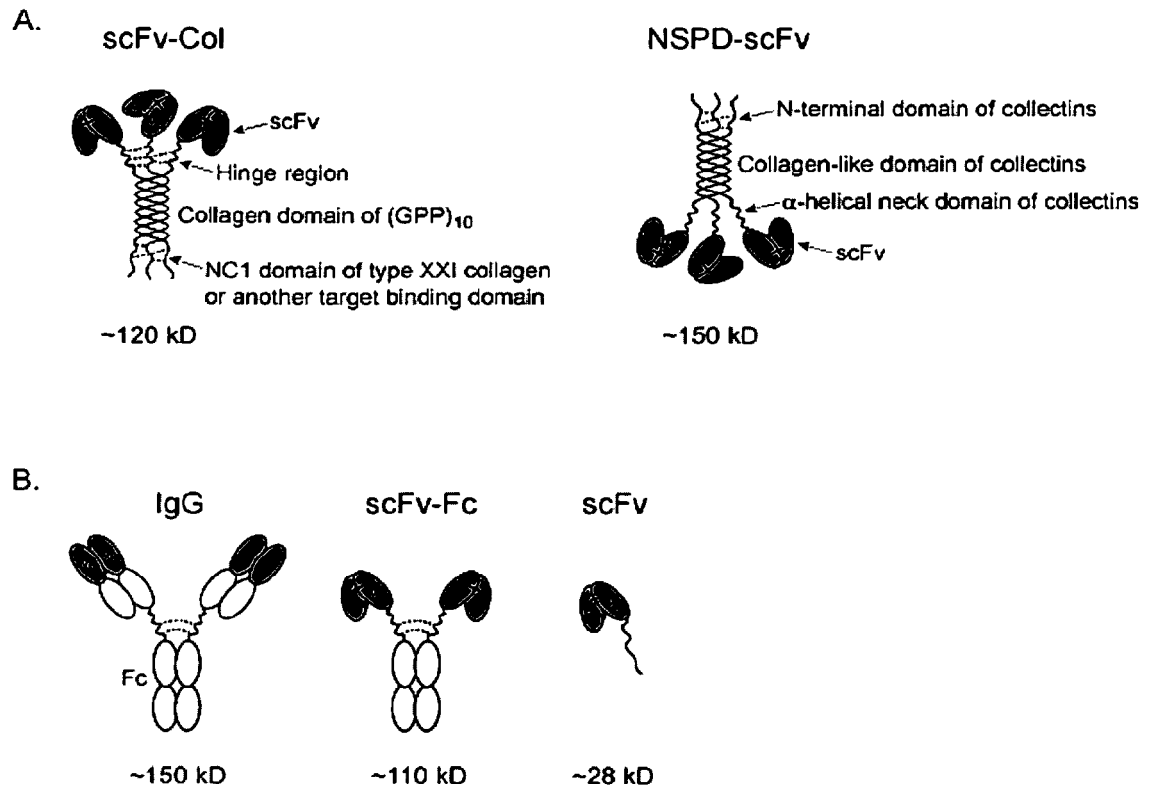 A.
scFv-Col
NSPD-scFv
scFv
Hinge region
Collagen domain of (GPP)₁₀
NC1 domain of type XXI collagen
or another target binding domain
~120 kD
N-terminal domain of collectins
Collagen-like domain of collectins
α-helical neck domain of collectins
scFv
~150 kD
B.
IgG
scFv-Fc
scFv
Fc
~150 kD
~110 kD
~28 kD